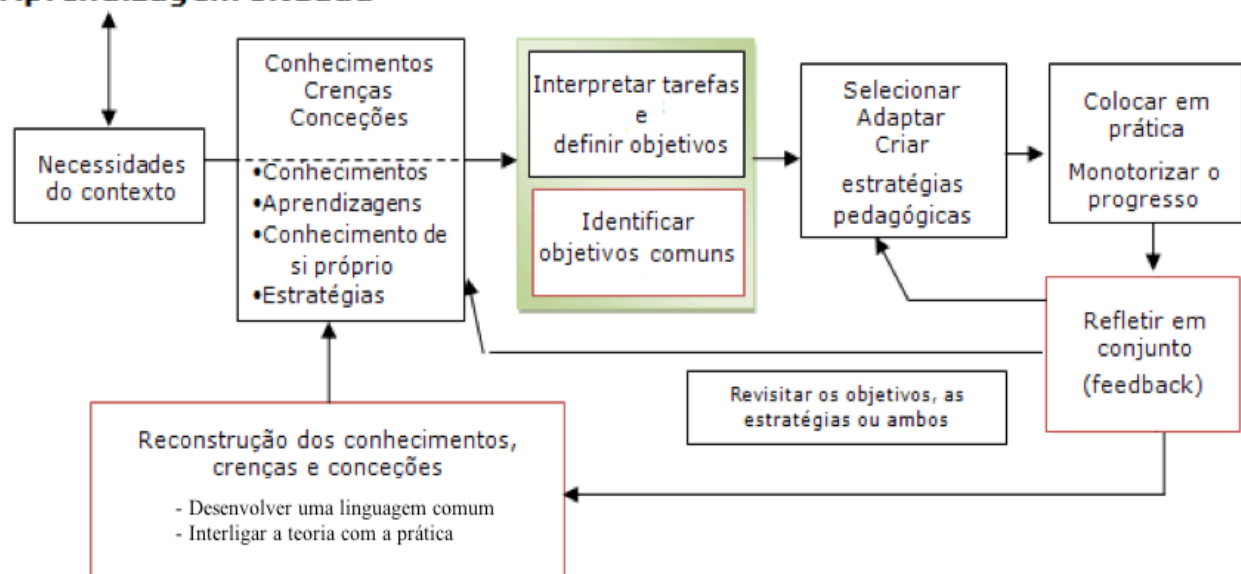 Necessidades
do contexto
Conhecimentos
Crenças
Conceções
•Conhecimentos
•Aprendizagens
•Conhecimento de
si próprio
•Estratégias
Interpretar tarefas
e
definir objetivos
Identificar
objetivos comuns
Selecionar
Adaptar
Criar
estratégias
pedagógicas
Colocar em
prática
Monotorizar o
progresso
Refletir em
conjunto
(feedback)
Revisitar os objetivos, as
estratégias ou ambos
Reconstrução dos conhecimentos,
crenças e conceções
- Desenvolver uma linguagem comum
- Interligar a teoria com a prática